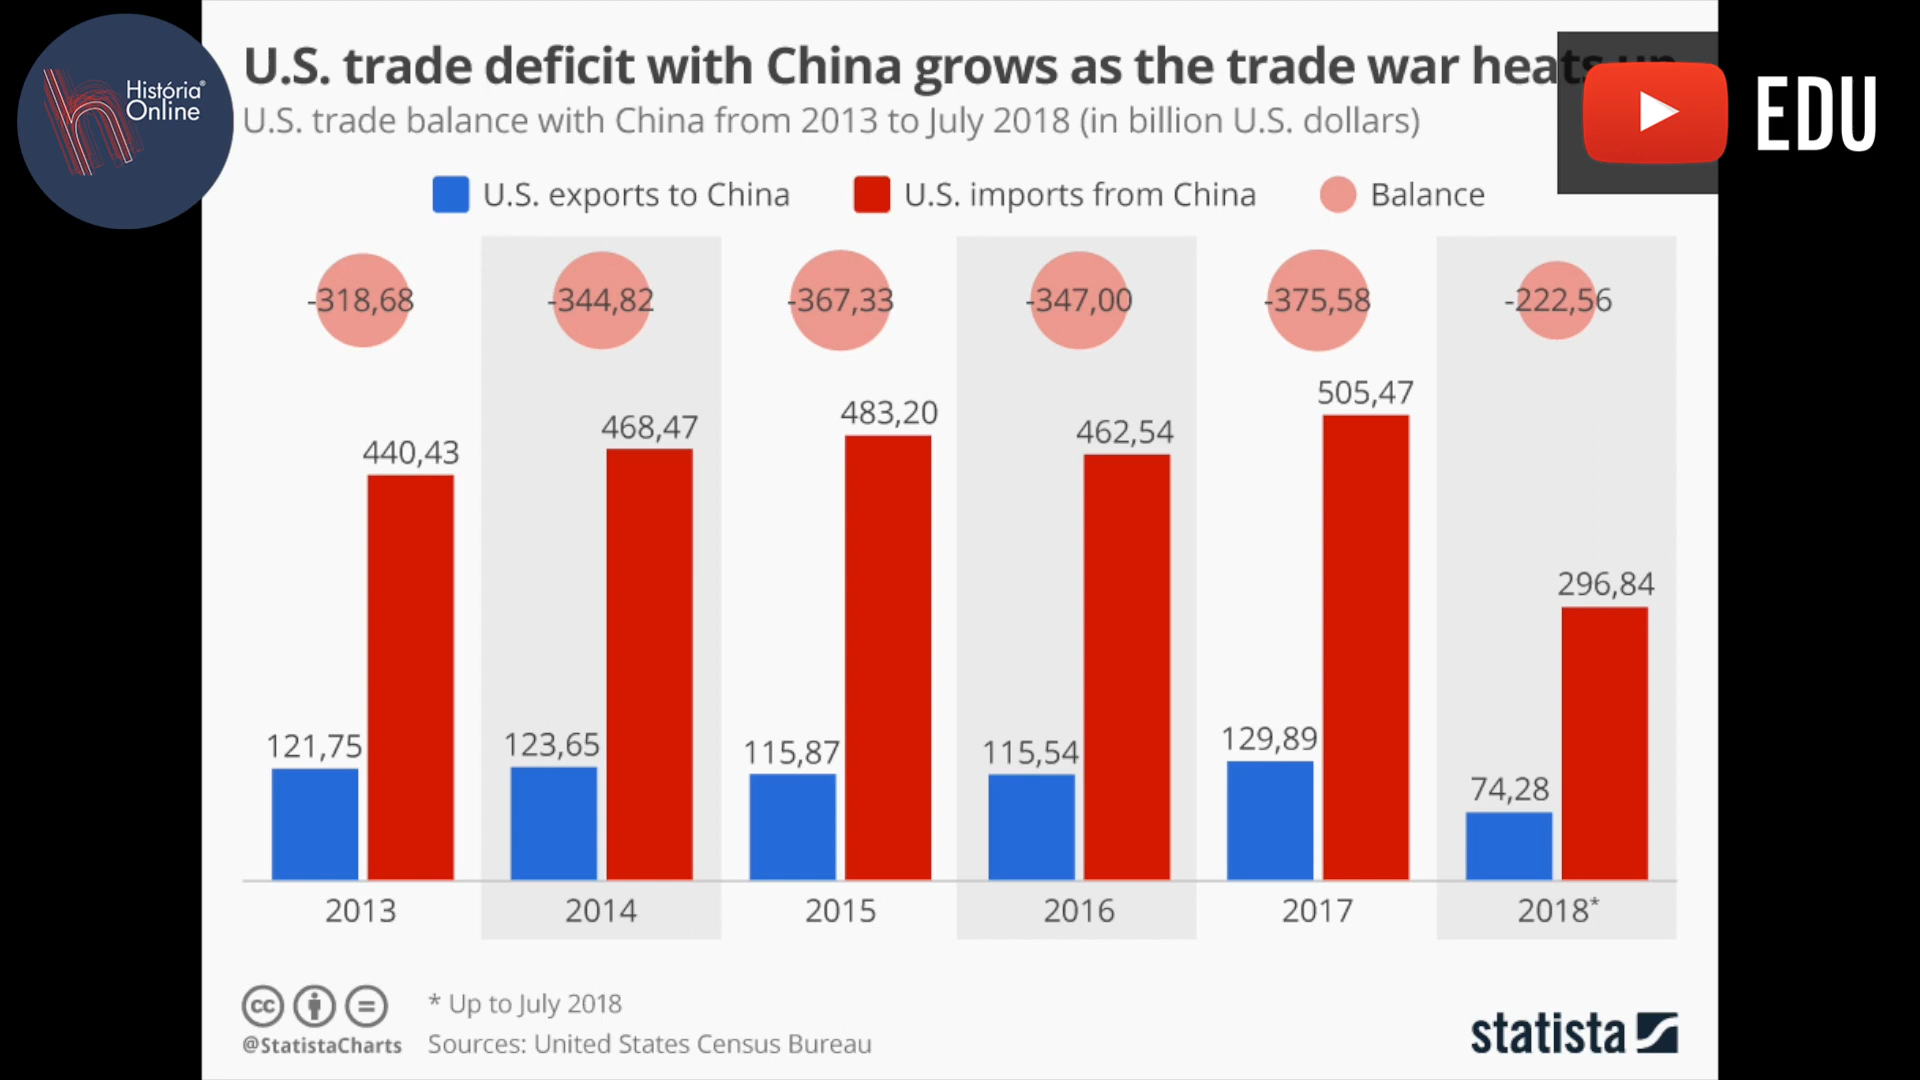 História®
Online
U.S. trade deficit with China grows as the trade war heats up
EDU
U.S. trade balance with China from 2013 to July 2018 (in billion U.S. dollars)
U.S. exports to China
U.S. imports from China
Balance
-318,68
-344,82
-367,33
-347,00
-375,58
-222,56
440,43
468,47
483,20
462,54
505,47
296,84
121,75
123,65
115,87
115,54
129,89
74,28
2013
2014
2015
2016
2017
2018*
cc
@StatistaCharts
* Up to July 2018
Sources: United States Census Bureau
statista